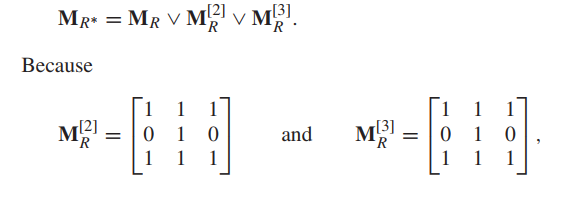 M_R* = M_R ∨ M_R^[2] ∨ M_R^[3].
Because
M_R^[2] = [1 1 1; 0 1 0; 1 1 1] and M_R^[3] = [1 1 1; 0 1 0; 1 1 1],